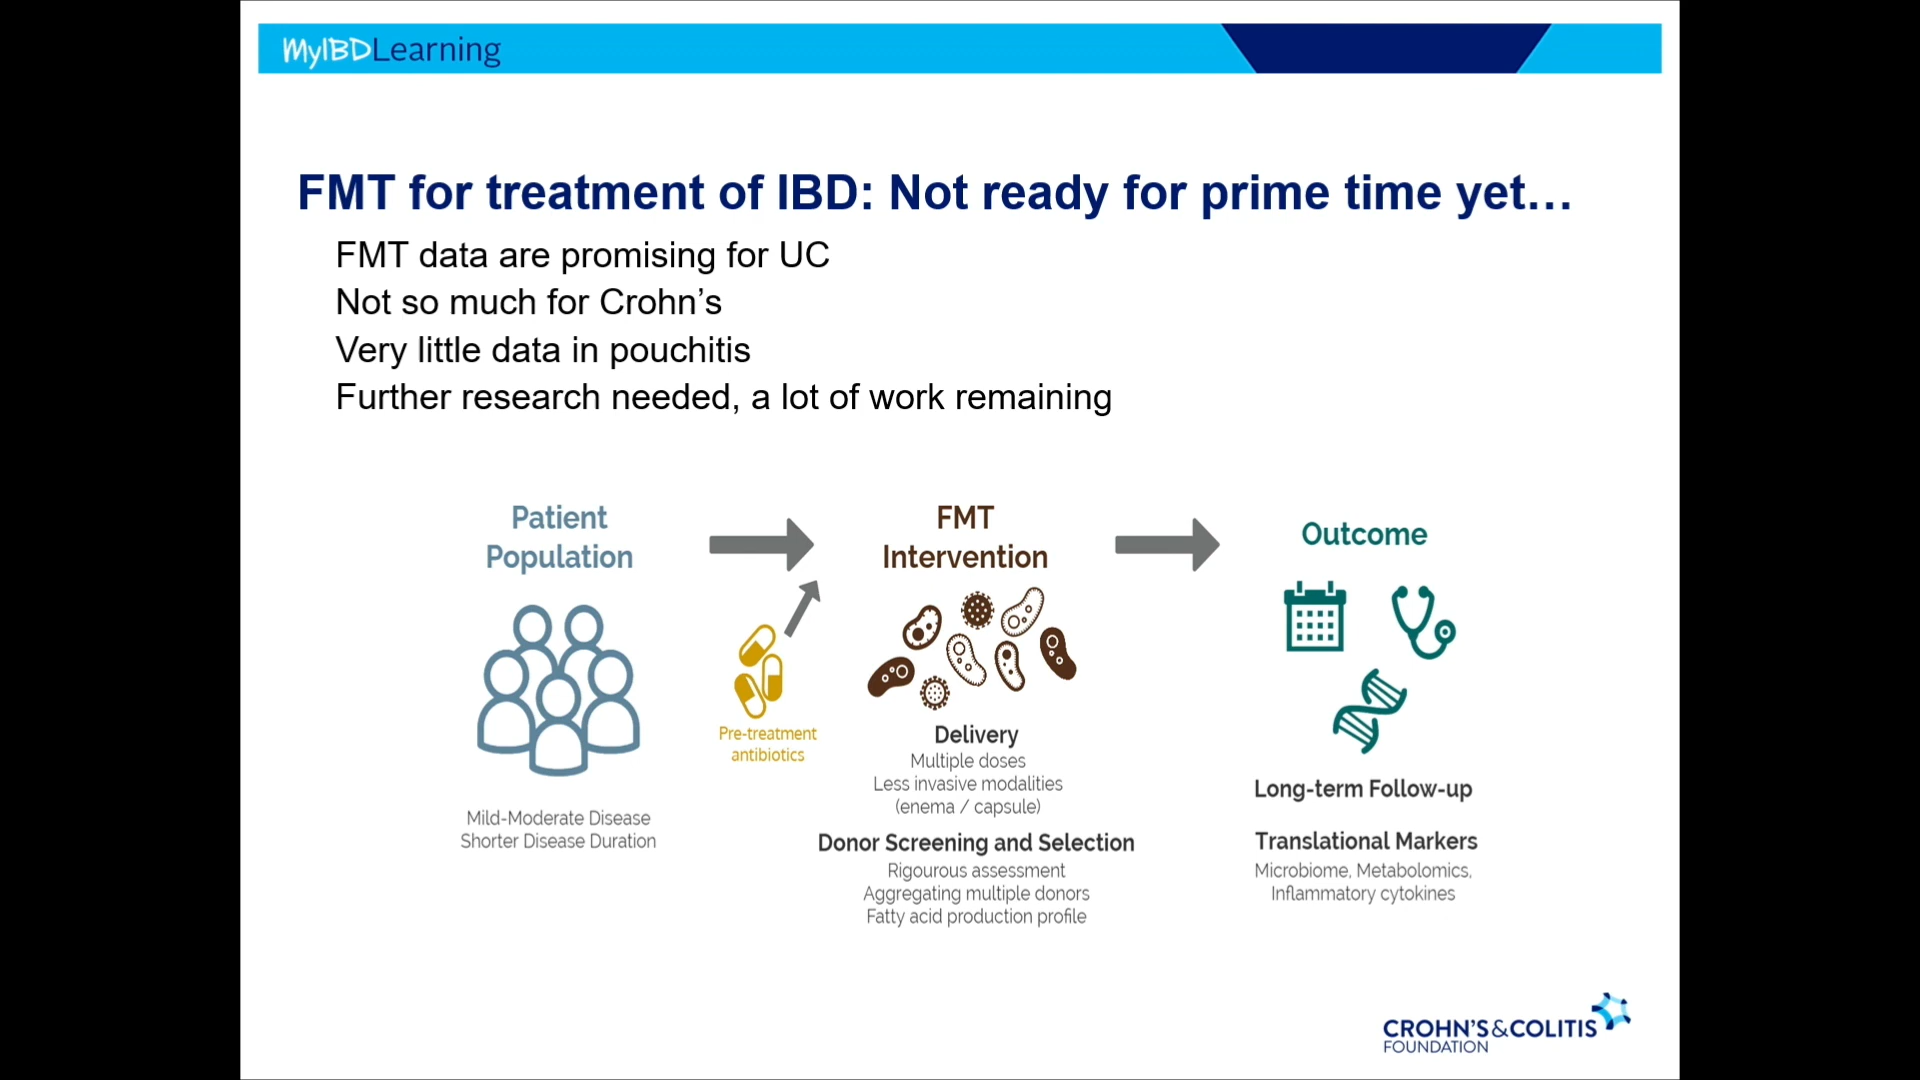 MyIBDLearning
FMT for treatment of IBD: Not ready for prime time yet…
FMT data are promising for UC
Not so much for Crohn’s
Very little data in pouchitis
Further research needed, a lot of work remaining
Patient
Population
Mild-Moderate Disease
Shorter Disease Duration
Pre-treatment
antibiotics
FMT
Intervention
Delivery
Multiple doses
Less invasive modalities
(enema / capsule)
Donor Screening and Selection
Rigourous assessment
Aggregating multiple donors
Fatty acid production profile
Outcome
Long-term Follow-up
Translational Markers
Microbiome, Metabolomics,
Inflammatory cytokines
CROHN’S&COLITIS
FOUNDATION